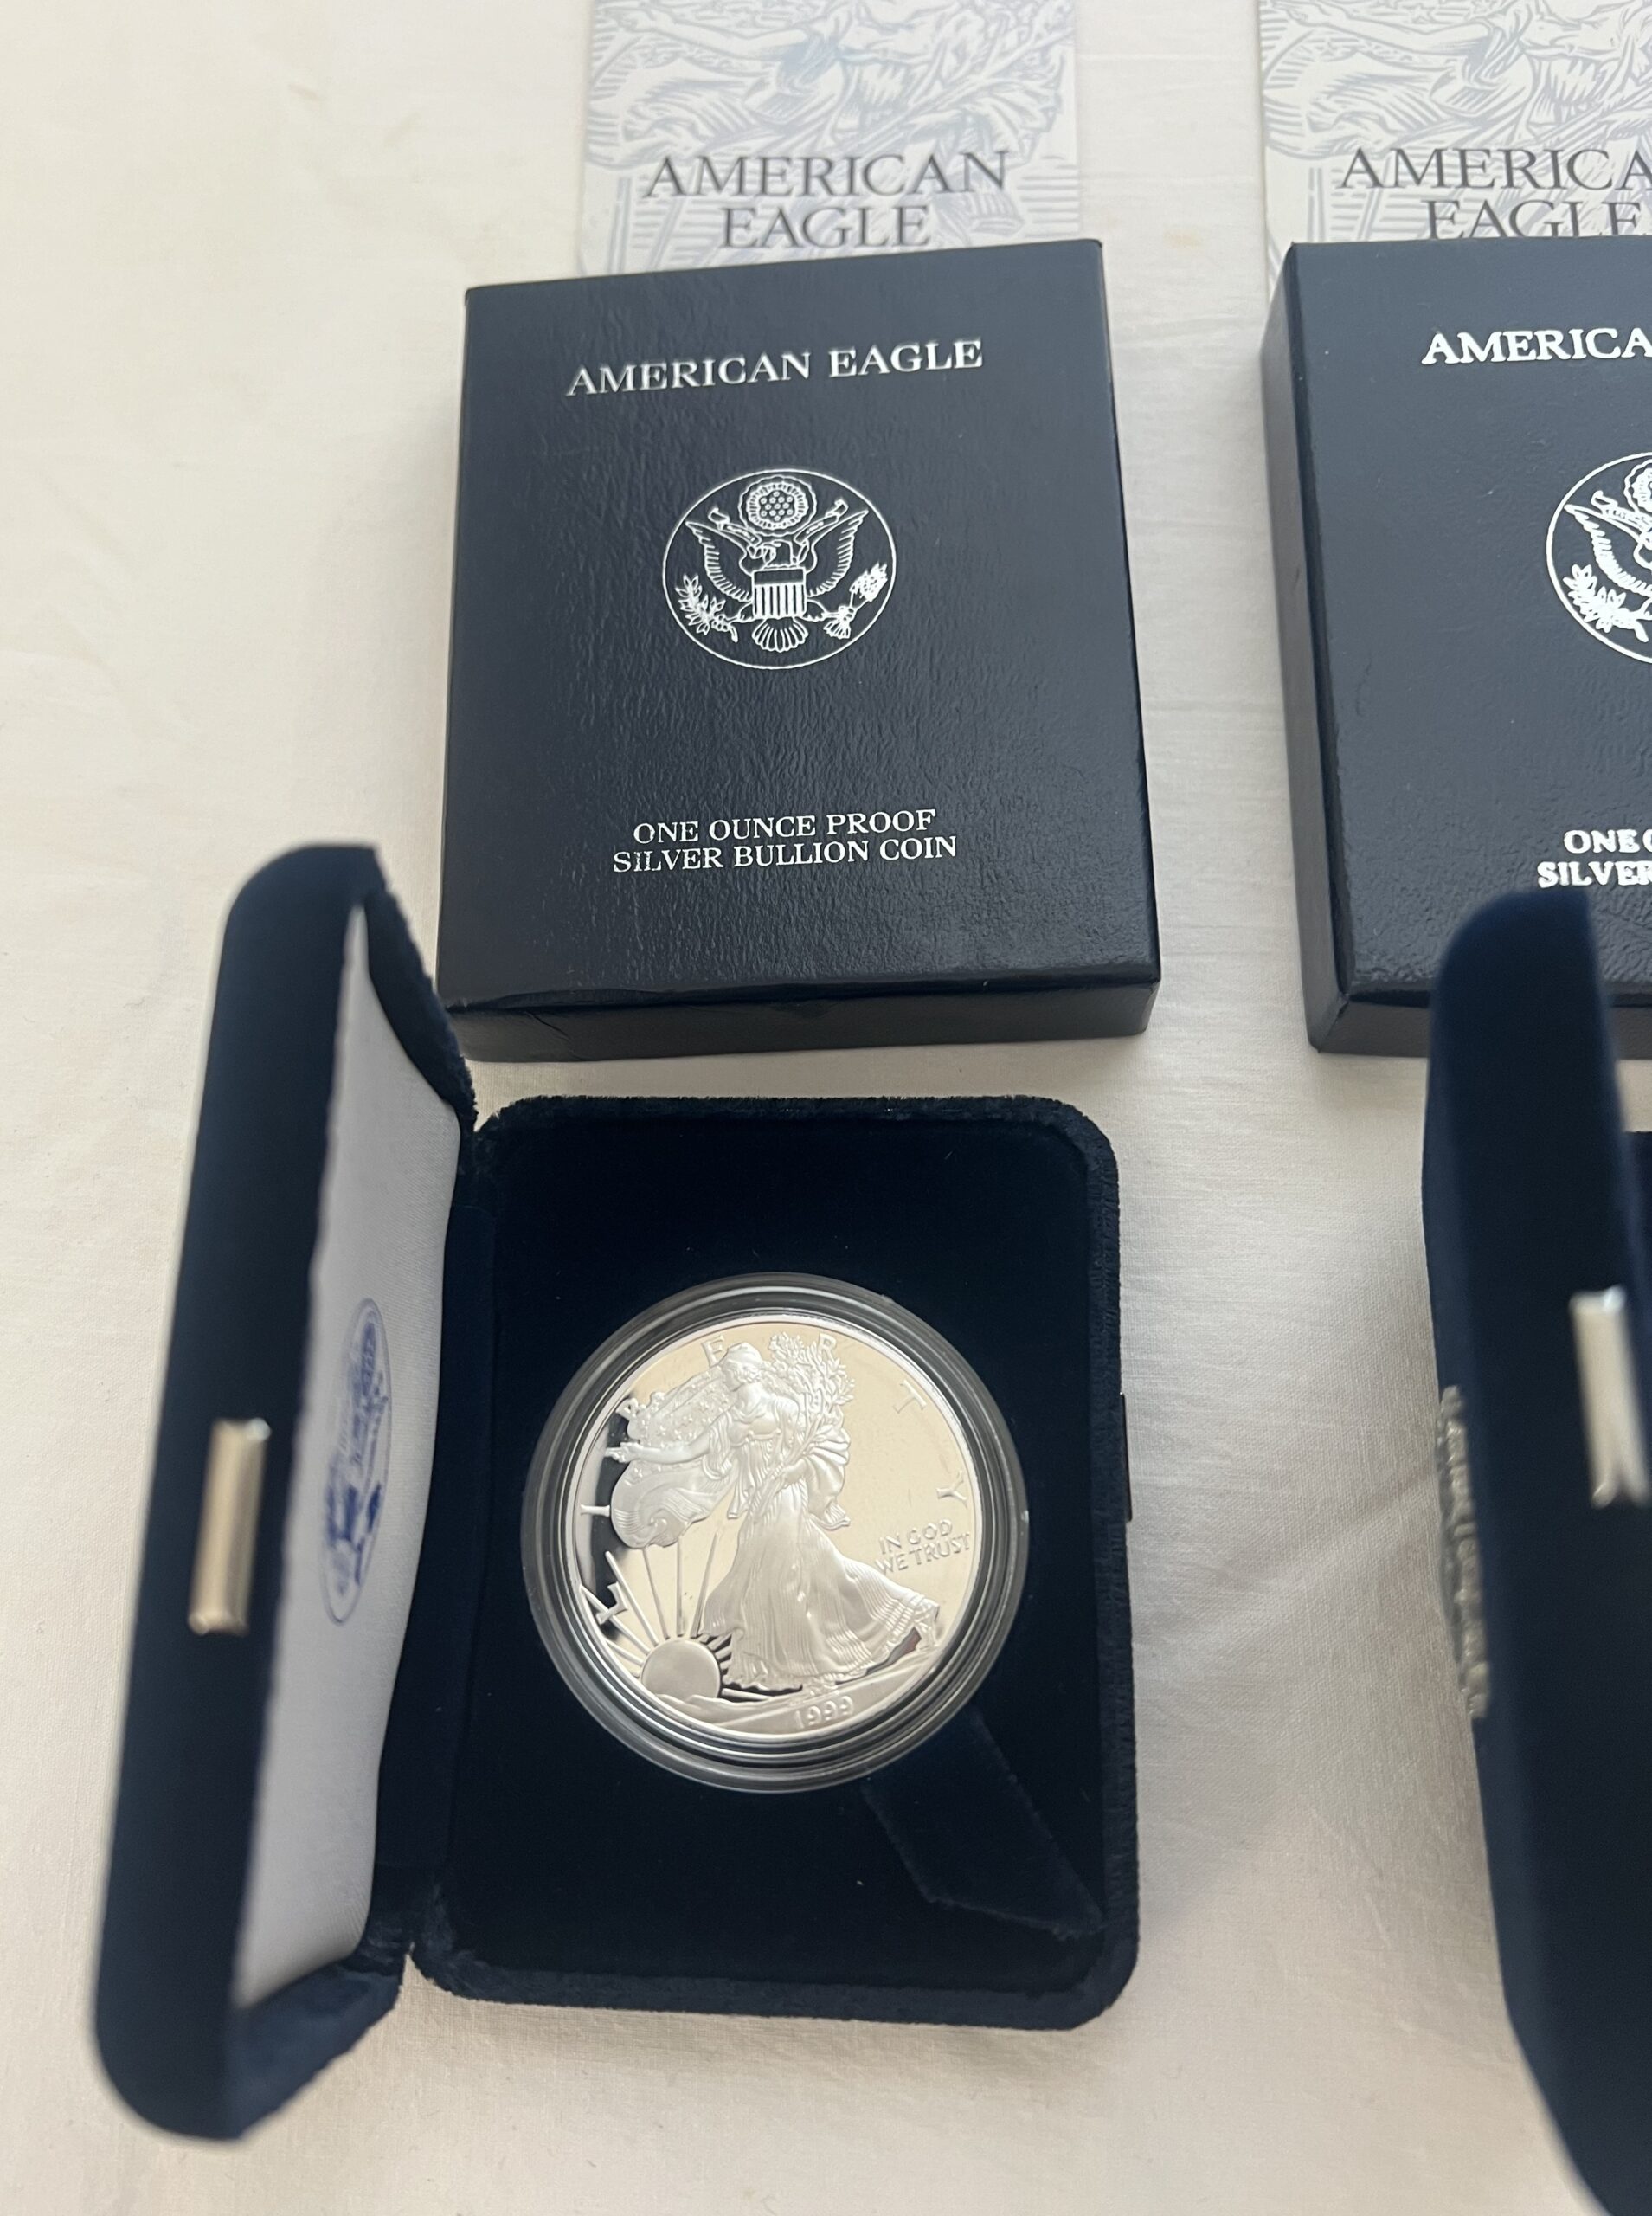 AMERICAN
EAGLE
AMERICA
EAGLE
AMERICAN EAGLE
ONE OUNCE PROOF
SILVER BULLION COIN
AMERICA
ONE
SILVER
LIBERTY
IN GOD
WE TRUST
1999